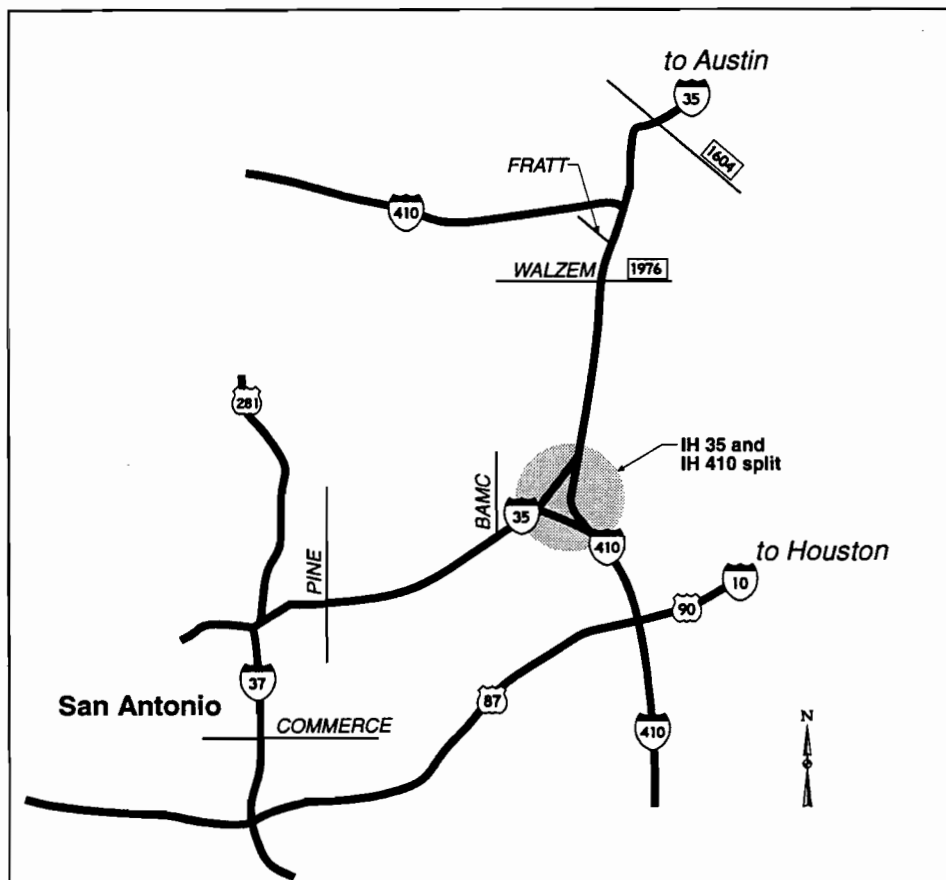 to Austin
35
1604
FRATT
410
WALZEM 1976
281
IH 35 and
IH 410 split
BAMC
35
410
to Houston
10
PINE
90
37
San Antonio
87
COMMERCE
410
N